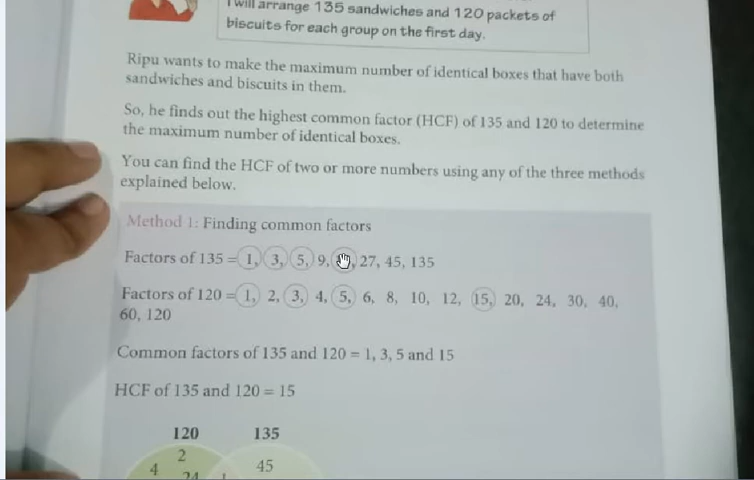 I will arrange 135 sandwiches and 120 packets of
biscuits for each group on the first day.
Ripu wants to make the maximum number of identical boxes that have both
sandwiches and biscuits in them.
So, he finds out the highest common factor (HCF) of 135 and 120 to determine
the maximum number of identical boxes.
You can find the HCF of two or more numbers using any of the three methods
explained below.
Method 1: Finding common factors
Factors of 135 = 1, 3, 5, 9, 27, 45, 135
Factors of 120 = 1, 2, 3, 4, 5, 6, 8, 10, 12, 15, 20, 24, 30, 40,
60, 120
Common factors of 135 and 120 = 1, 3, 5 and 15
HCF of 135 and 120 = 15
120 135
2
4 45
24